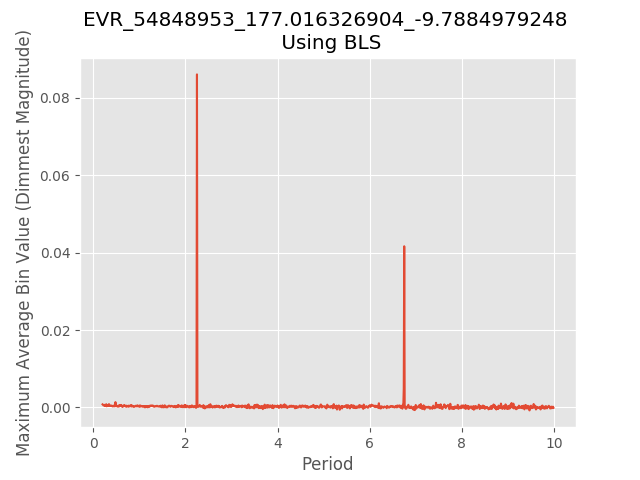 EVR_54848953_177.016326904_-9.7884979248
Using BLS
Maximum Average Bin Value (Dimmest Magnitude)
0.08
0.06
0.04
0.02
0.00
0
2
4
6
8
10
Period